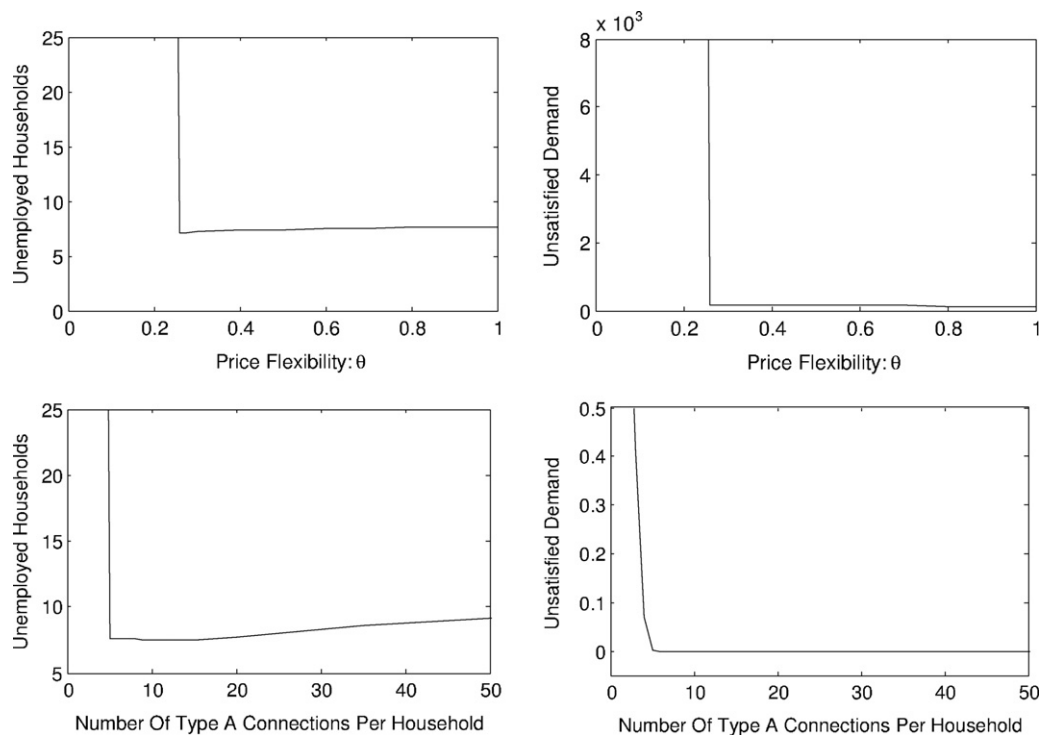 Unemployed Households
25
20
15
10
5
0
0 0.2 0.4 0.6 0.8 1
Price Flexibility: θ
x 10³
Unsatisfied Demand
8
6
4
2
0
0 0.2 0.4 0.6 0.8 1
Price Flexibility: θ
Unemployed Households
25
20
15
10
5
0 10 20 30 40 50
Number Of Type A Connections Per Household
Unsatisfied Demand
0.5
0.4
0.3
0.2
0.1
0
0 10 20 30 40 50
Number Of Type A Connections Per Household